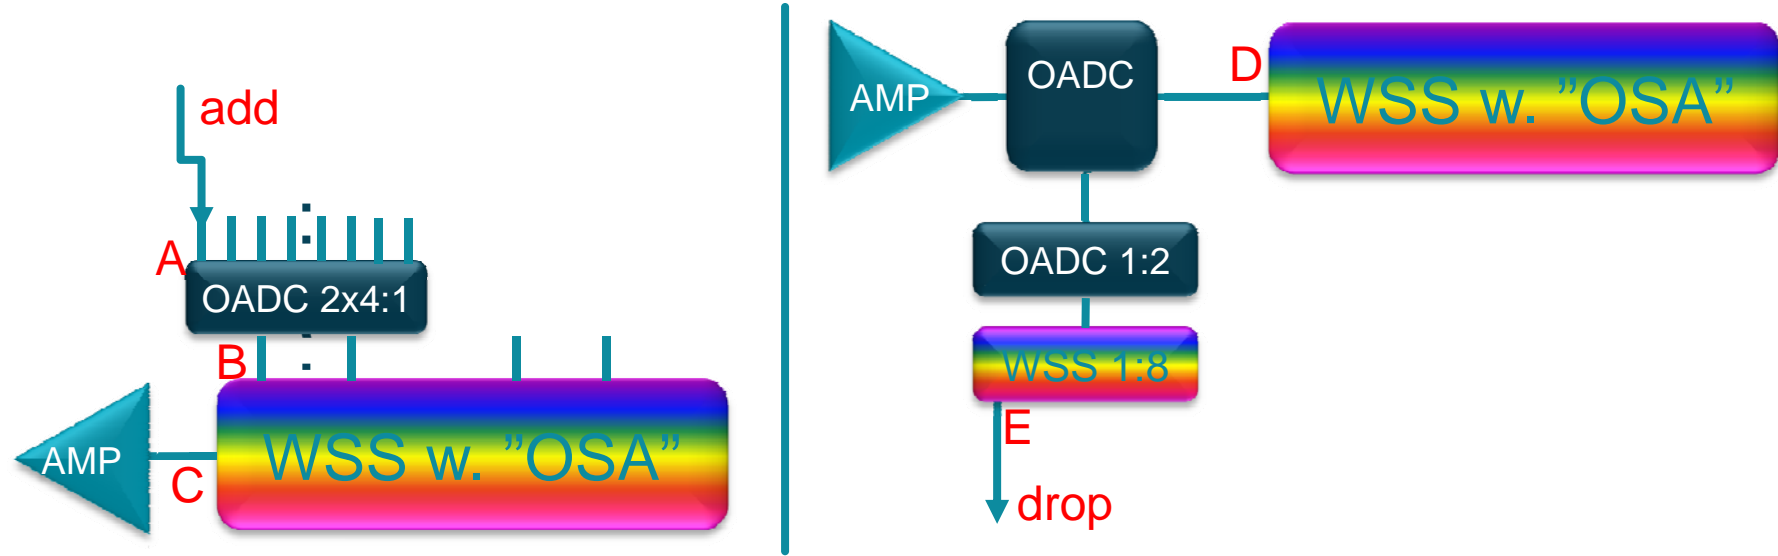 add
A
OADC 2x4:1
B
AMP
C
WSS w. ”OSA”
AMP
OADC
D
WSS w. ”OSA”
OADC 1:2
WSS 1:8
E
drop